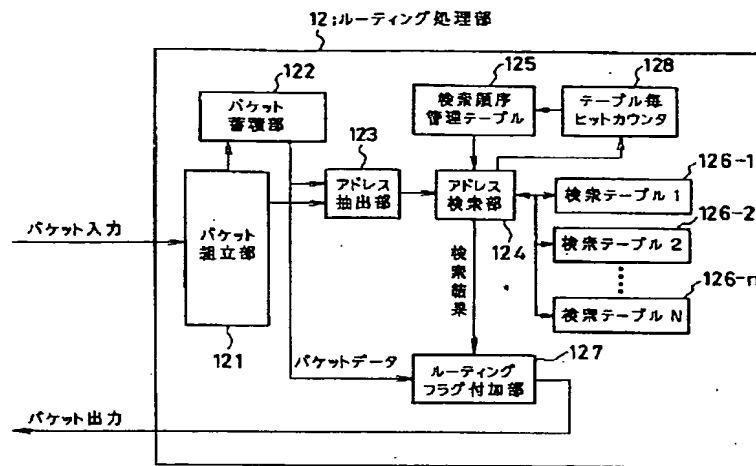 12;ルーティング処理部
122
パケット
蓄積部
125
検索順序
管理テーブル
128
テーブル毎
ヒットカウンタ
123
アドレス
抽出部
アドレス
検索部
124
126-1
検索テーブル 1
126-2
検索テーブル 2
126-n
検索テーブル N
パケット入力
パケット
組立部
121
検索結果
パケットデータ
127
ルーティング
フラグ付加部
パケット出力